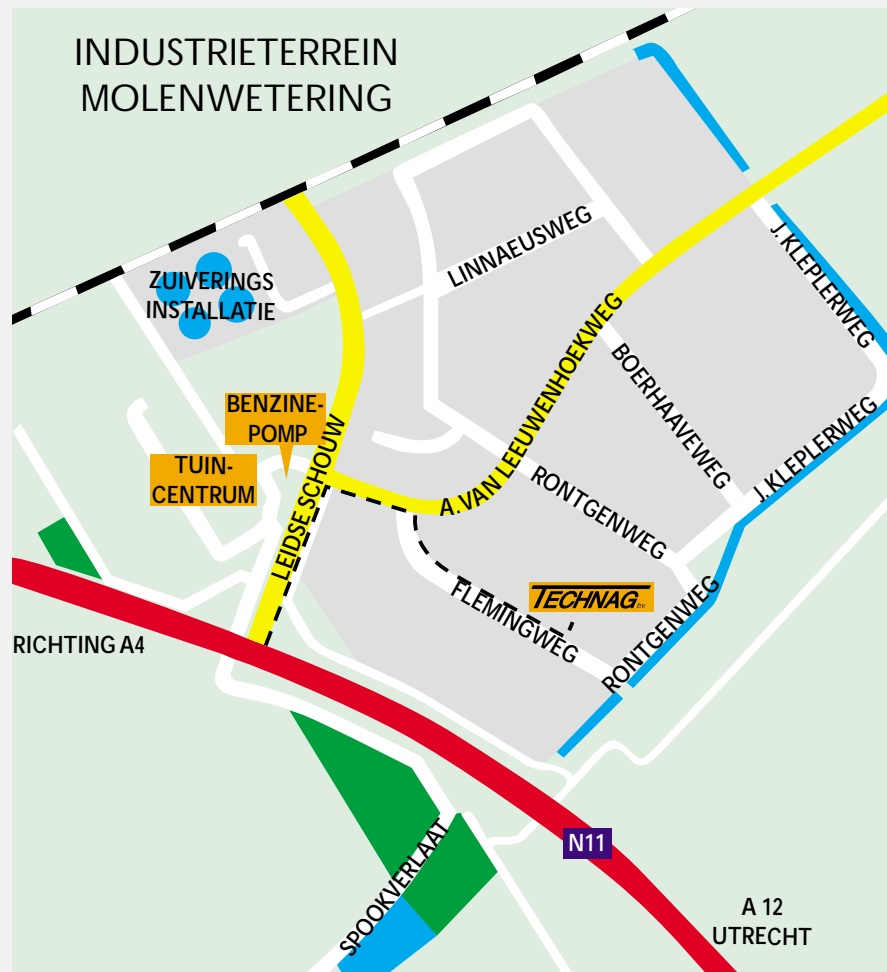 INDUSTRIETERREIN
MOLENWETERING
J. KLEPLERWEG
LINNAEUSWEG
ZUIVERINGS
INSTALLATIE
A. VAN LEEUWENHOEKWEG
BOERHAAVEWEG
BENZINE-
POMP
J. KLEPLERWEG
TUIN-
CENTRUM
LEIDSE SCHOUW
RONTGENWEG
FLEMINGWEG
TECHNAG b.v.
RONTGENWEG
RICHTING A4
N11
SPOOKVERLAAT
A 12
UTRECHT